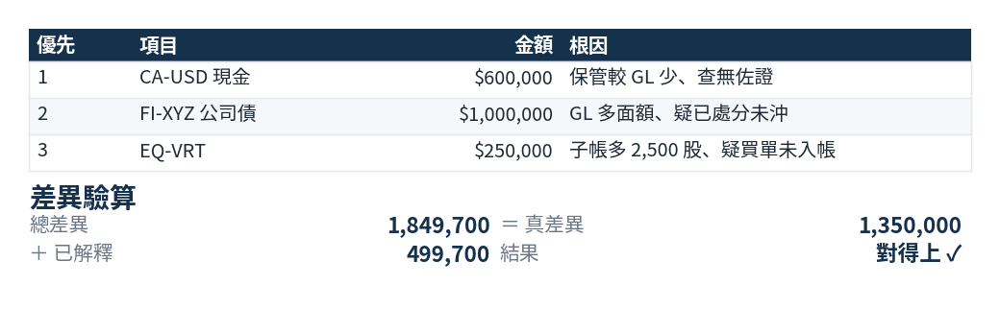 優先 項目 金額 根因
1 CA-USD 現金 $600,000 保管較 GL 少、查無佐證
2 FI-XYZ 公司債 $1,000,000 GL 多面額、疑已處分未沖
3 EQ-VRT $250,000 子帳多 2,500 股、疑買單未入帳
差異驗算
總差異 1,849,700 ＝ 真差異 1,350,000
＋ 已解釋 499,700 結果 對得上 ✓